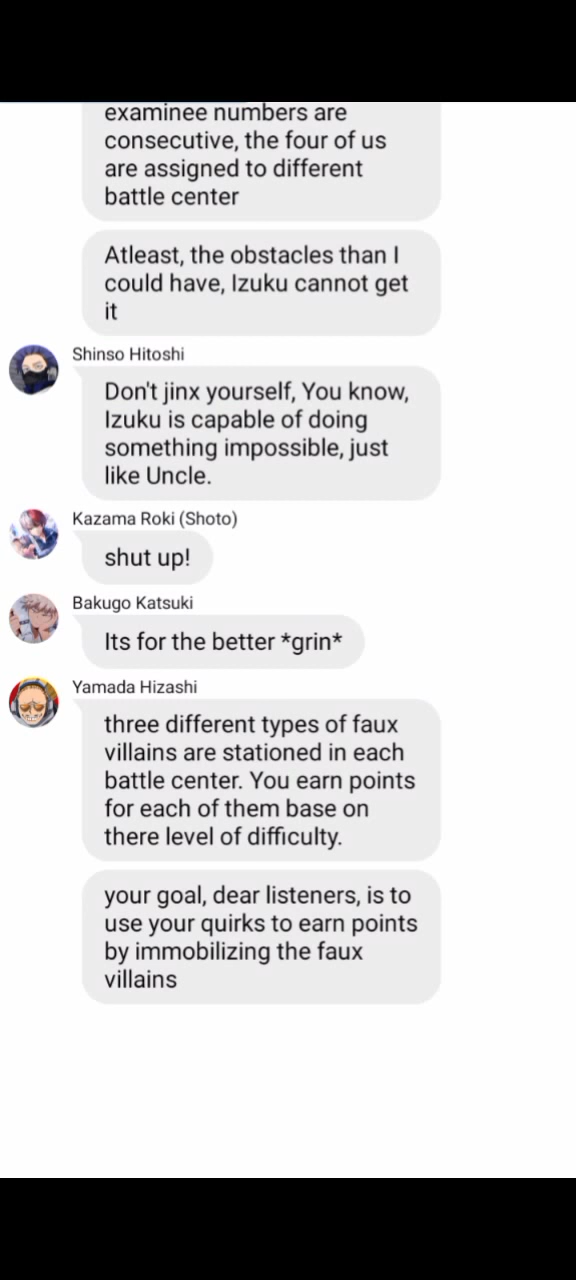 examinee numbers are
consecutive, the four of us
are assigned to different
battle center
Atleast, the obstacles than I
could have, Izuku cannot get
it
Shinso Hitoshi
Don't jinx yourself, You know,
Izuku is capable of doing
something impossible, just
like Uncle.
Kazama Roki (Shoto)
shut up!
Bakugo Katsuki
Its for the better *grin*
Yamada Hizashi
three different types of faux
villains are stationed in each
battle center. You earn points
for each of them base on
there level of difficulty.
your goal, dear listeners, is to
use your quirks to earn points
by immobilizing the faux
villains